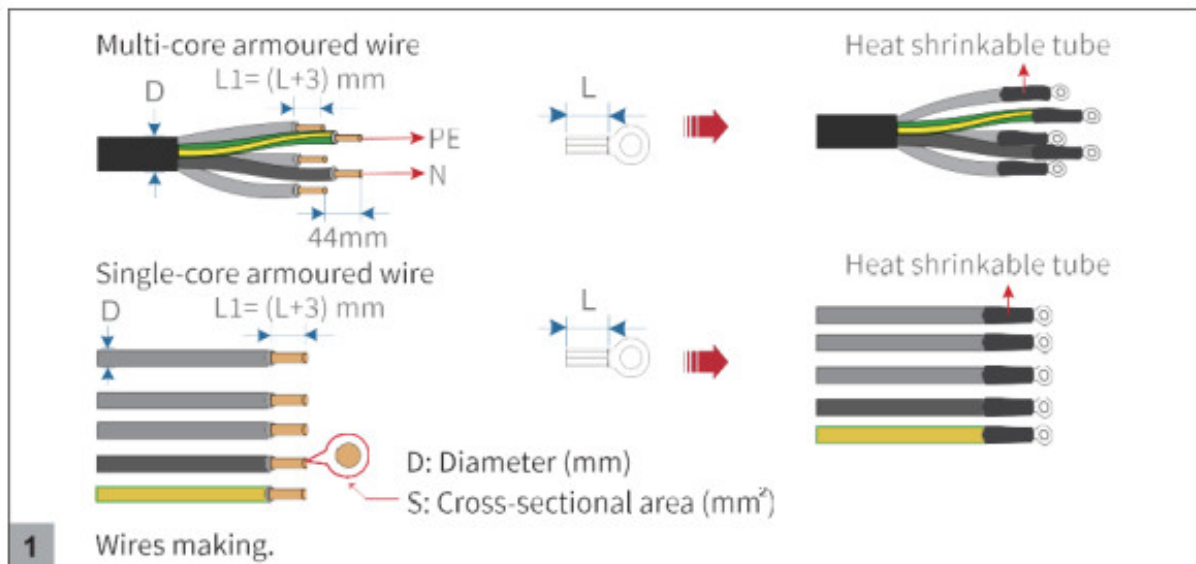 Multi-core armoured wire
L1= (L+3) mm
D
PE
N
44mm
L
Heat shrinkable tube
Single-core armoured wire
L1= (L+3) mm
D
L
Heat shrinkable tube
D: Diameter (mm)
S: Cross-sectional area (mm²)
1 Wires making.